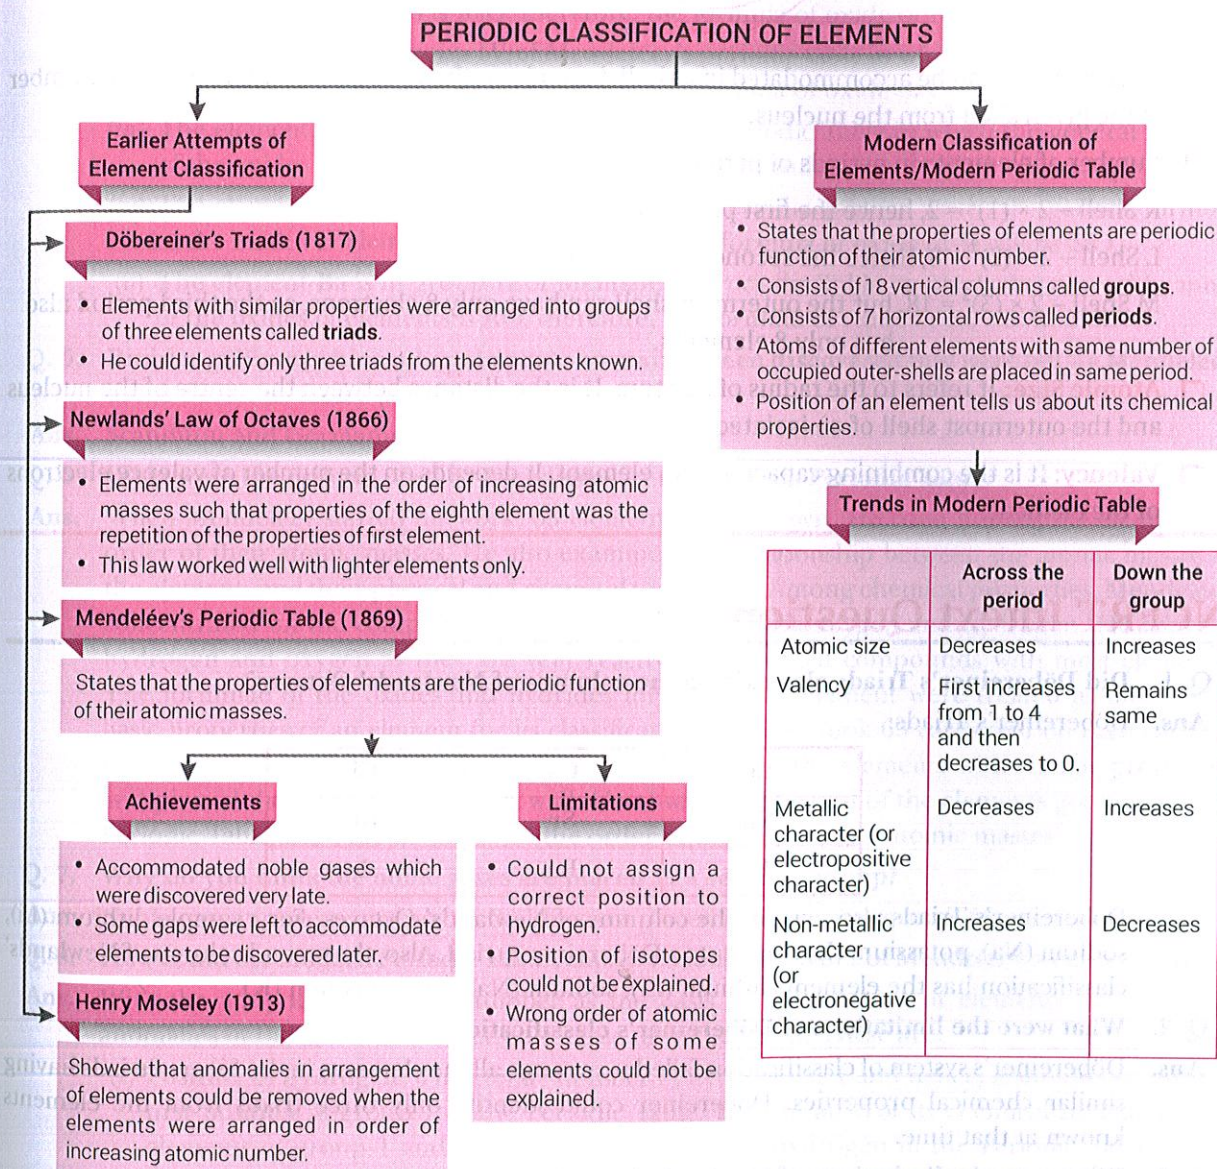 PERIODIC CLASSIFICATION OF ELEMENTS
Earlier Attempts of
Element Classification
Döbereiner's Triads (1817)
• Elements with similar properties were arranged into groups
of three elements called triads.
• He could identify only three triads from the elements known.
Newlands' Law of Octaves (1866)
• Elements were arranged in the order of increasing atomic
masses such that properties of the eighth element was the
repetition of the properties of first element.
• This law worked well with lighter elements only.
Mendeléev's Periodic Table (1869)
States that the properties of elements are the periodic function
of their atomic masses.
Achievements
• Accommodated noble gases which
were discovered very late.
• Some gaps were left to accommodate
elements to be discovered later.
Limitations
• Could not assign a
correct position to
hydrogen.
• Position of isotopes
could not be explained.
• Wrong order of atomic
masses of some
elements could not be
explained.
Henry Moseley (1913)
Showed that anomalies in arrangement
of elements could be removed when the
elements were arranged in order of
increasing atomic number.
Modern Classification of
Elements/Modern Periodic Table
• States that the properties of elements are periodic
function of their atomic number.
• Consists of 18 vertical columns called groups.
• Consists of 7 horizontal rows called periods.
• Atoms of different elements with same number of
occupied outer-shells are placed in same period.
• Position of an element tells us about its chemical
properties.
Trends in Modern Periodic Table
Across the
period
Down the
group
Atomic size
Decreases
Increases
Valency
First increases
from 1 to 4
and then
decreases to 0.
Remains
same
Metallic
character (or
electropositive
character)
Decreases
Increases
Non-metallic
character
(or
electronegative
character)
Increases
Decreases